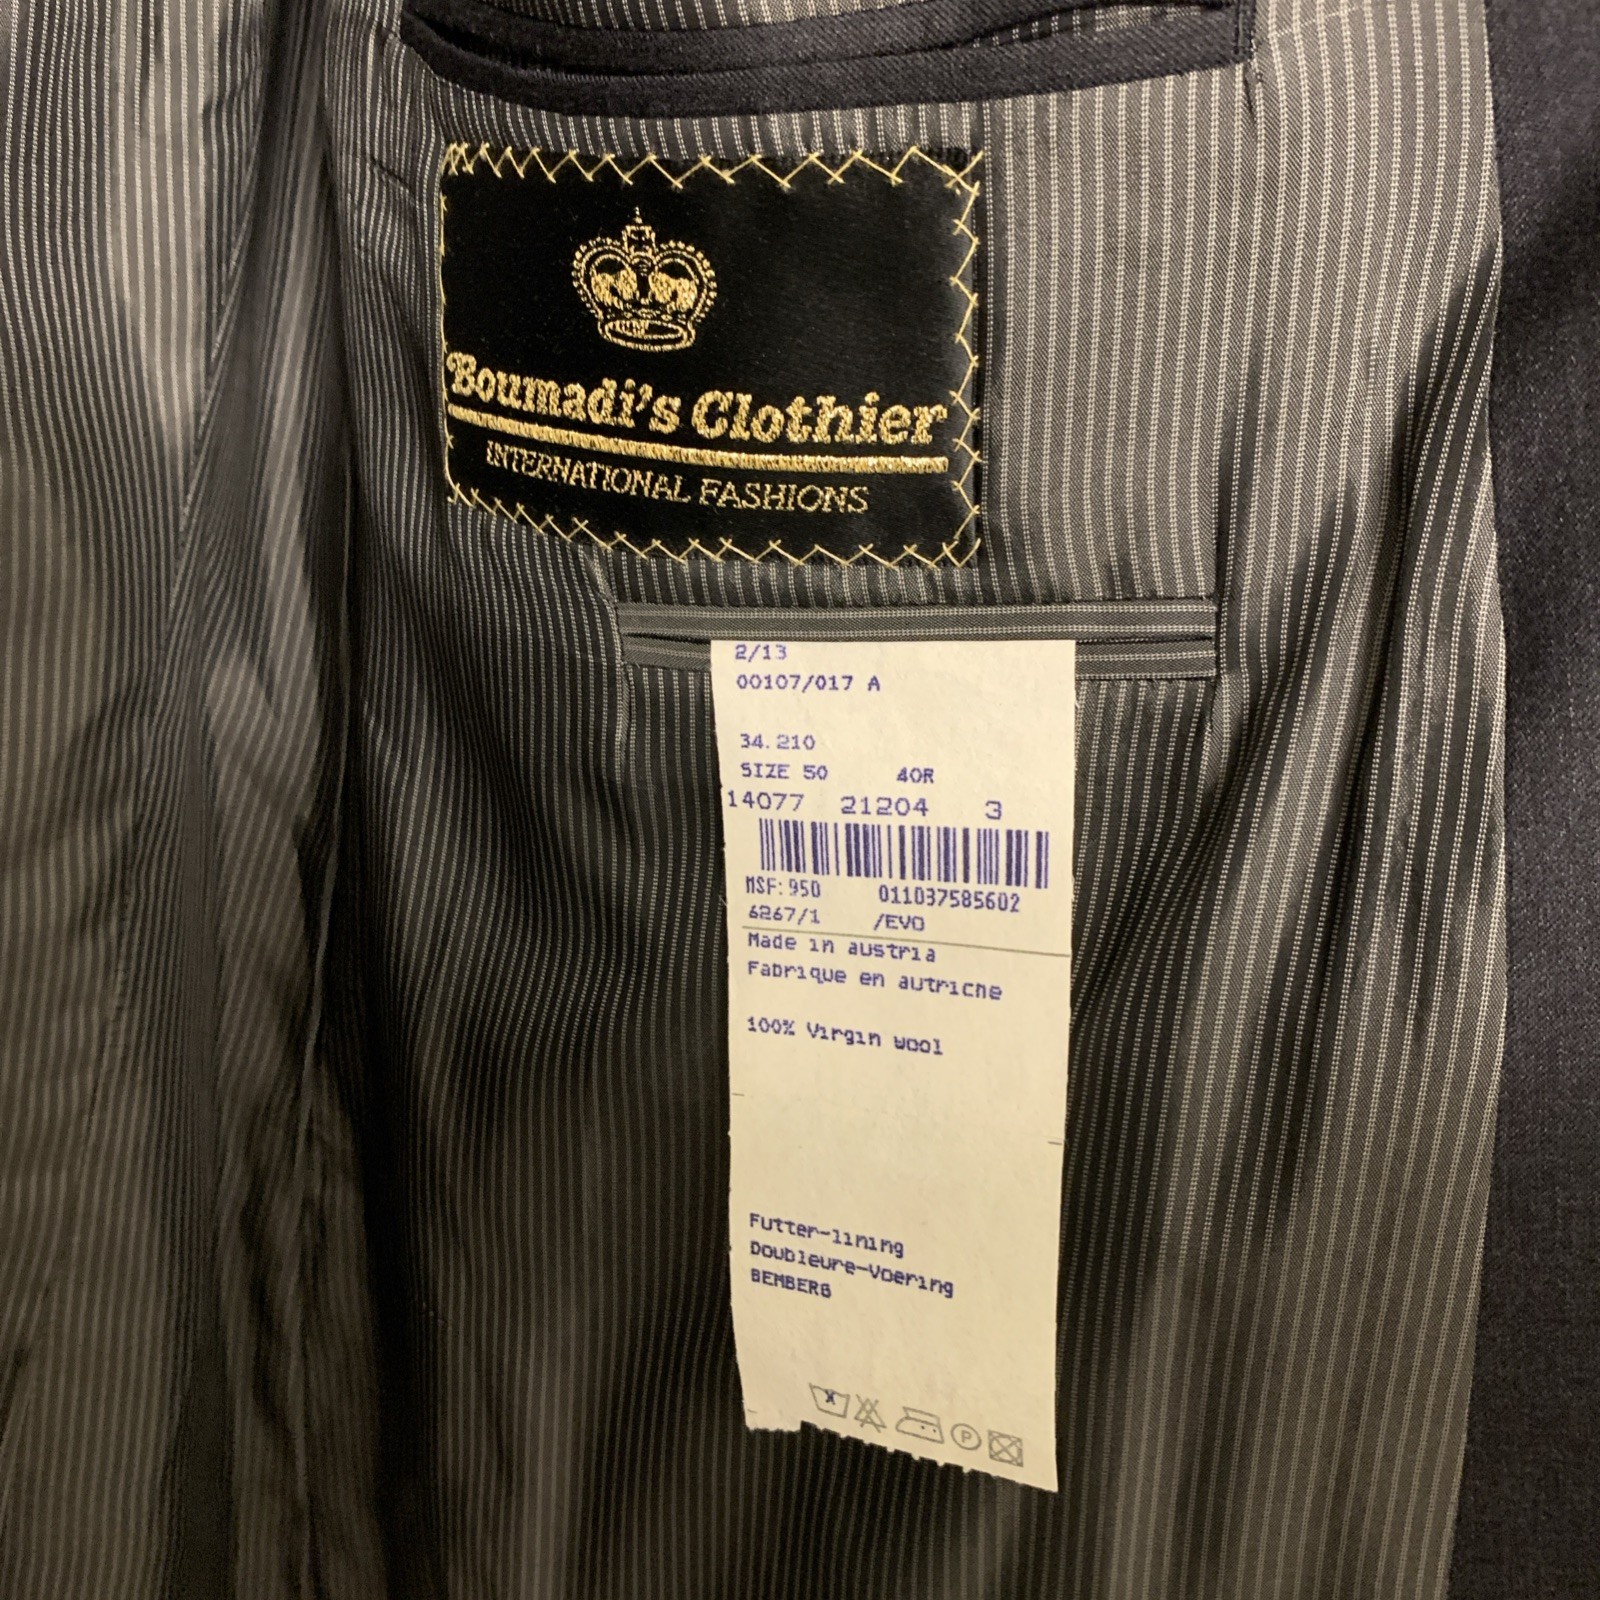 Boumadi's Clothier
INTERNATIONAL FASHIONS
2/13
00107/017 A
34.210
SIZE 50 40R
14077 21204 3
MSF:950 011037585602
6267/1 /EVO
Made in austria
Fabrique en autriche
100% Virgin wool
Futter-lining
Doubleure-Voering
BEMBERG
P